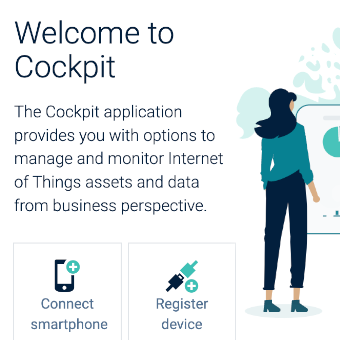 Welcome to
Cockpit
The Cockpit application
provides you with options to
manage and monitor Internet
of Things assets and data
from business perspective.
Connect
smartphone
Register
device